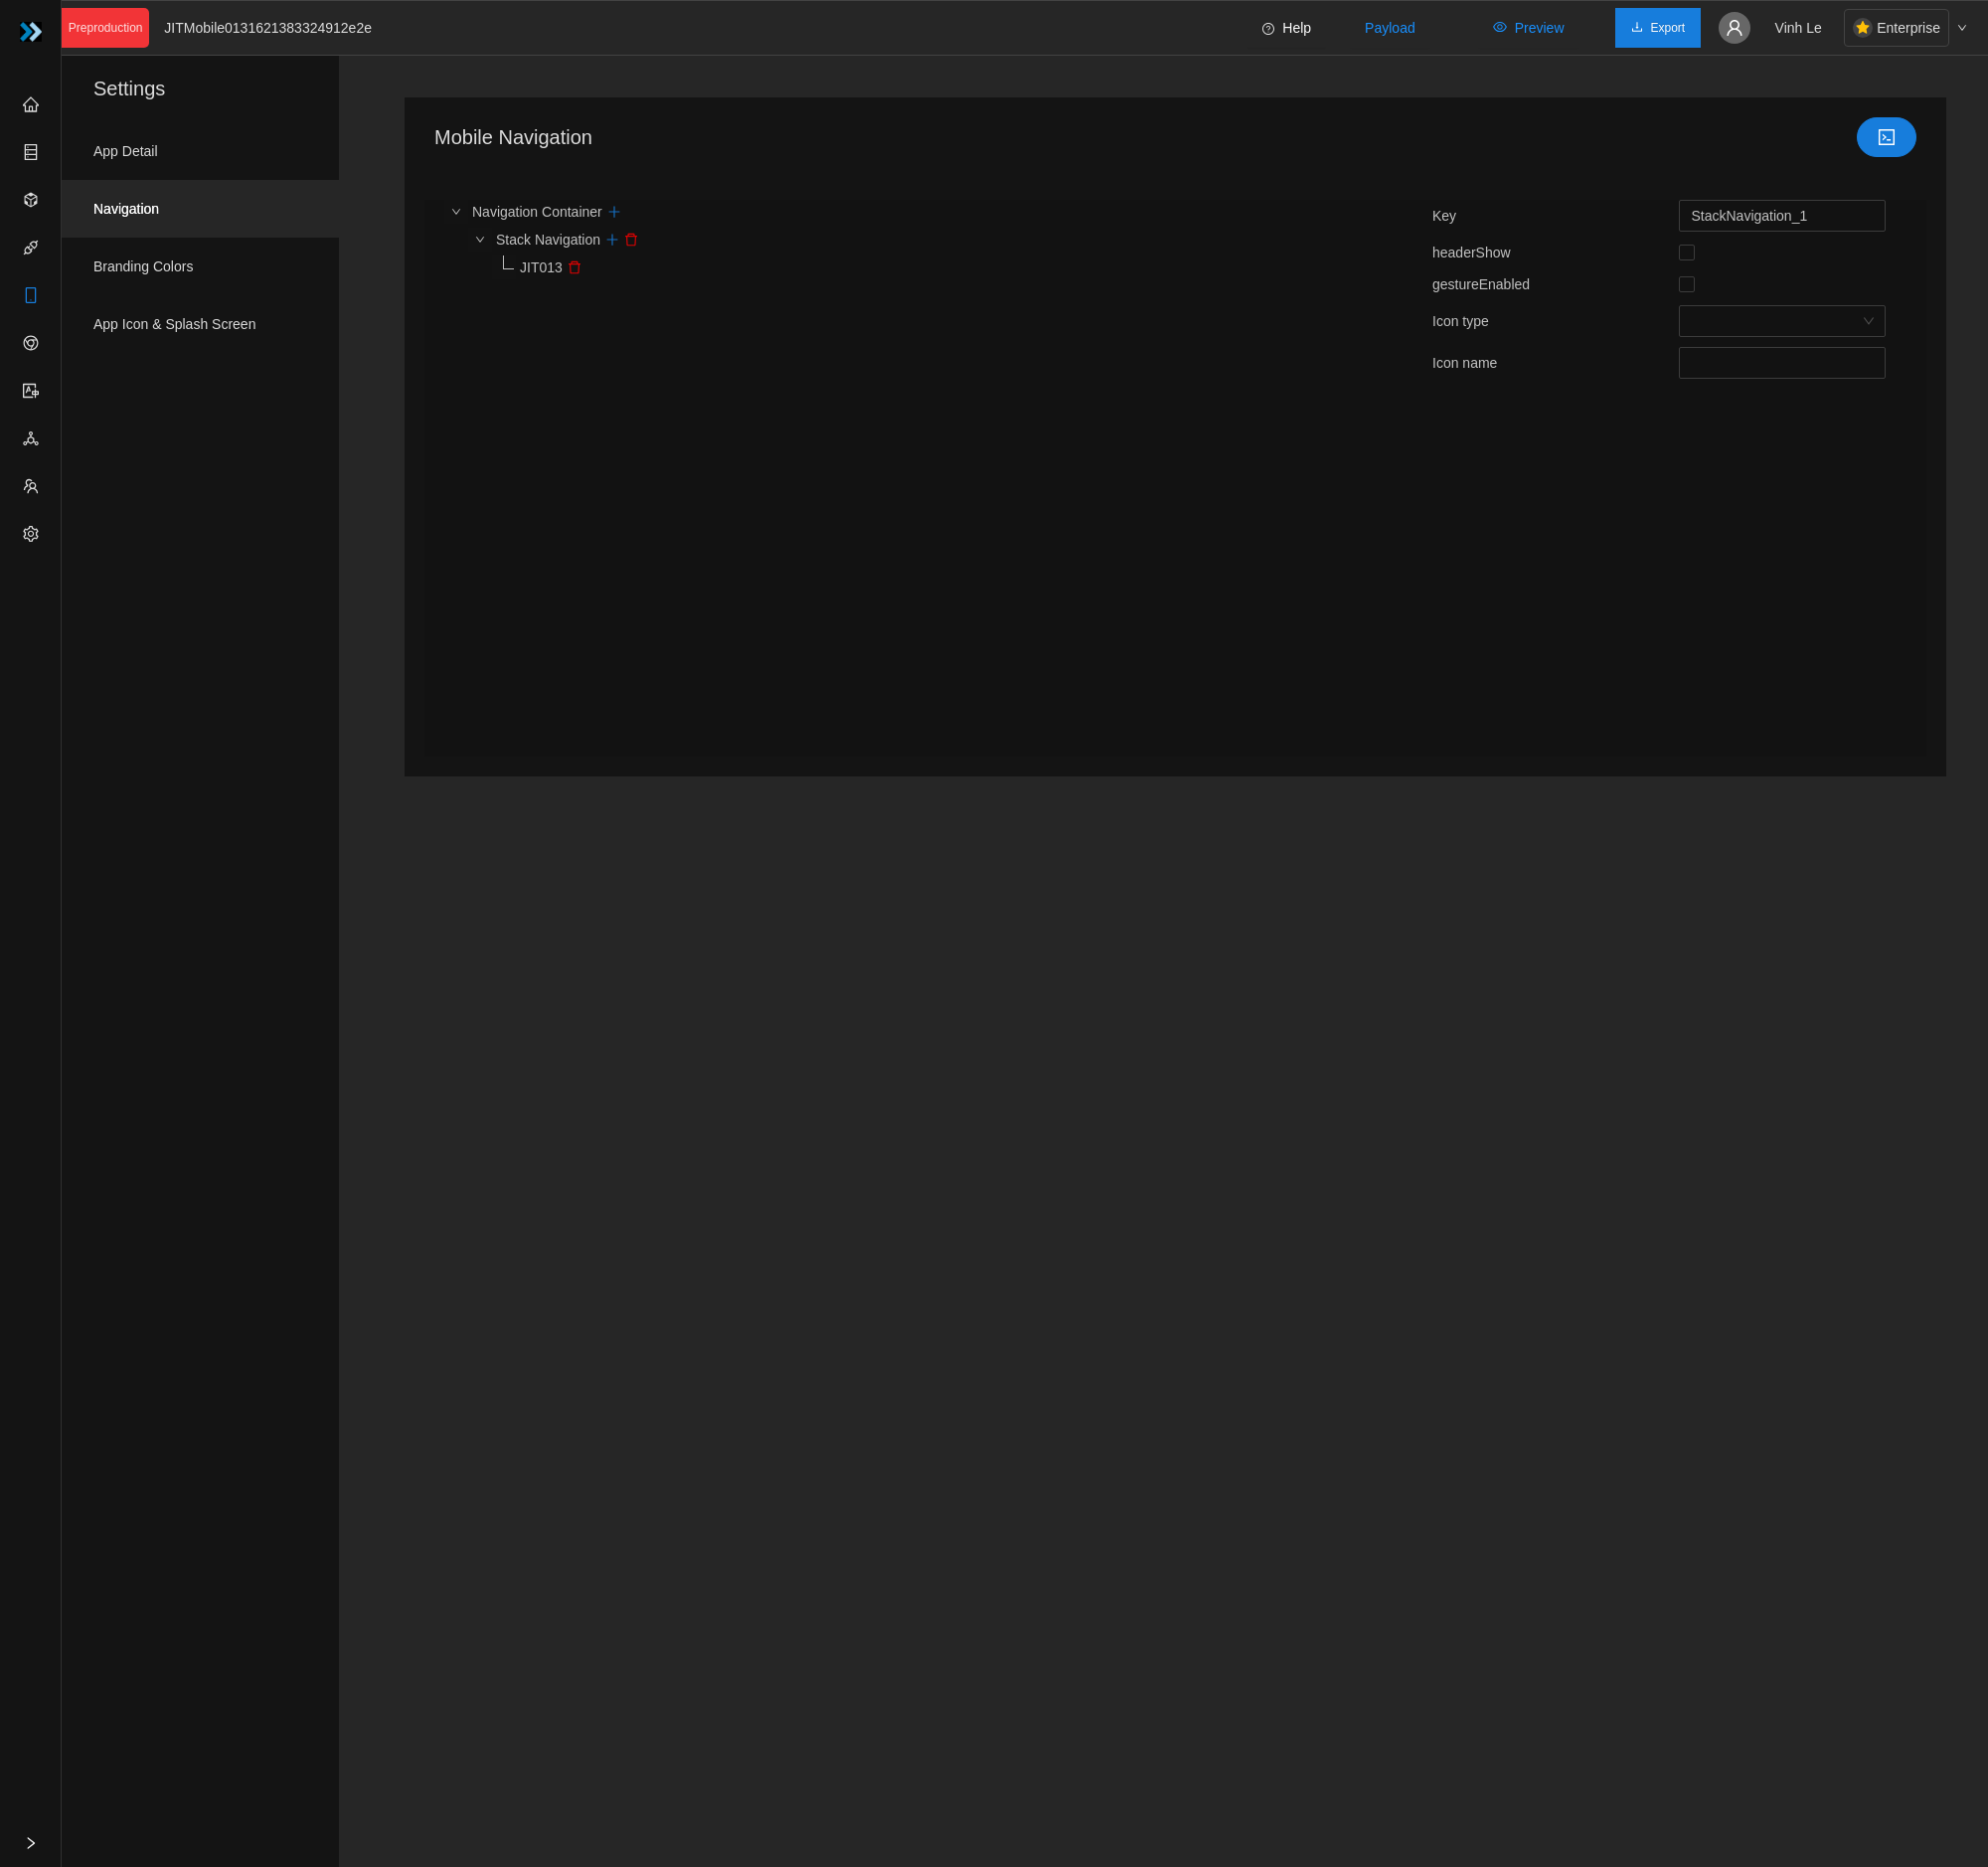 Preproduction
JITMobile0131621383324912e2e
Help
Payload
Preview
Export
Vinh Le
Enterprise
Settings
App Detail
Navigation
Branding Colors
App Icon & Splash Screen
Mobile Navigation
Navigation Container
Stack Navigation
JIT013
Key
StackNavigation_1
headerShow
gestureEnabled
Icon type
Icon name